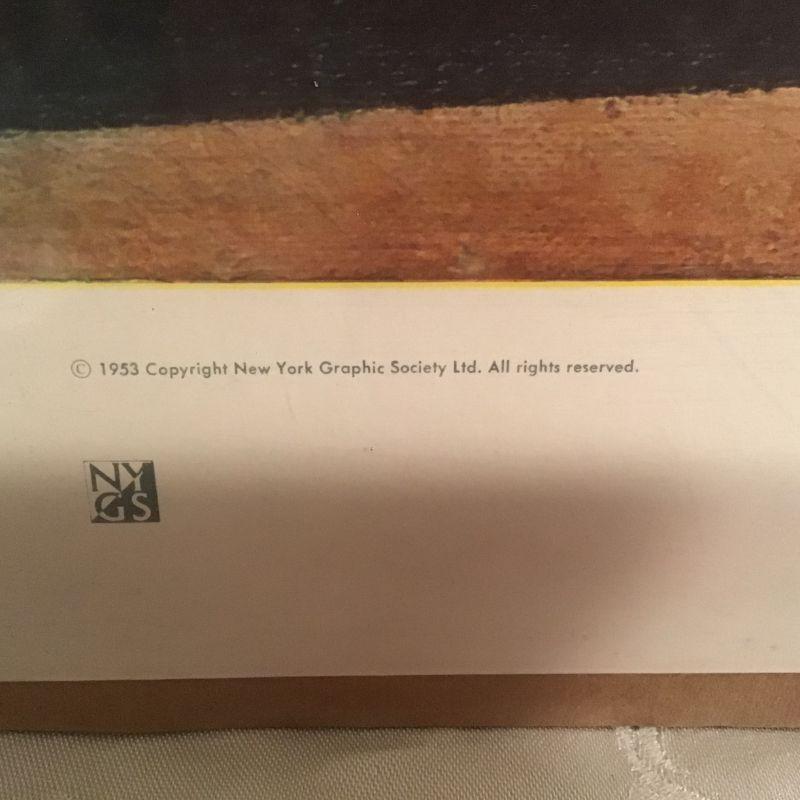 © 1953 Copyright New York Graphic Society Ltd. All rights reserved.
NY
GS